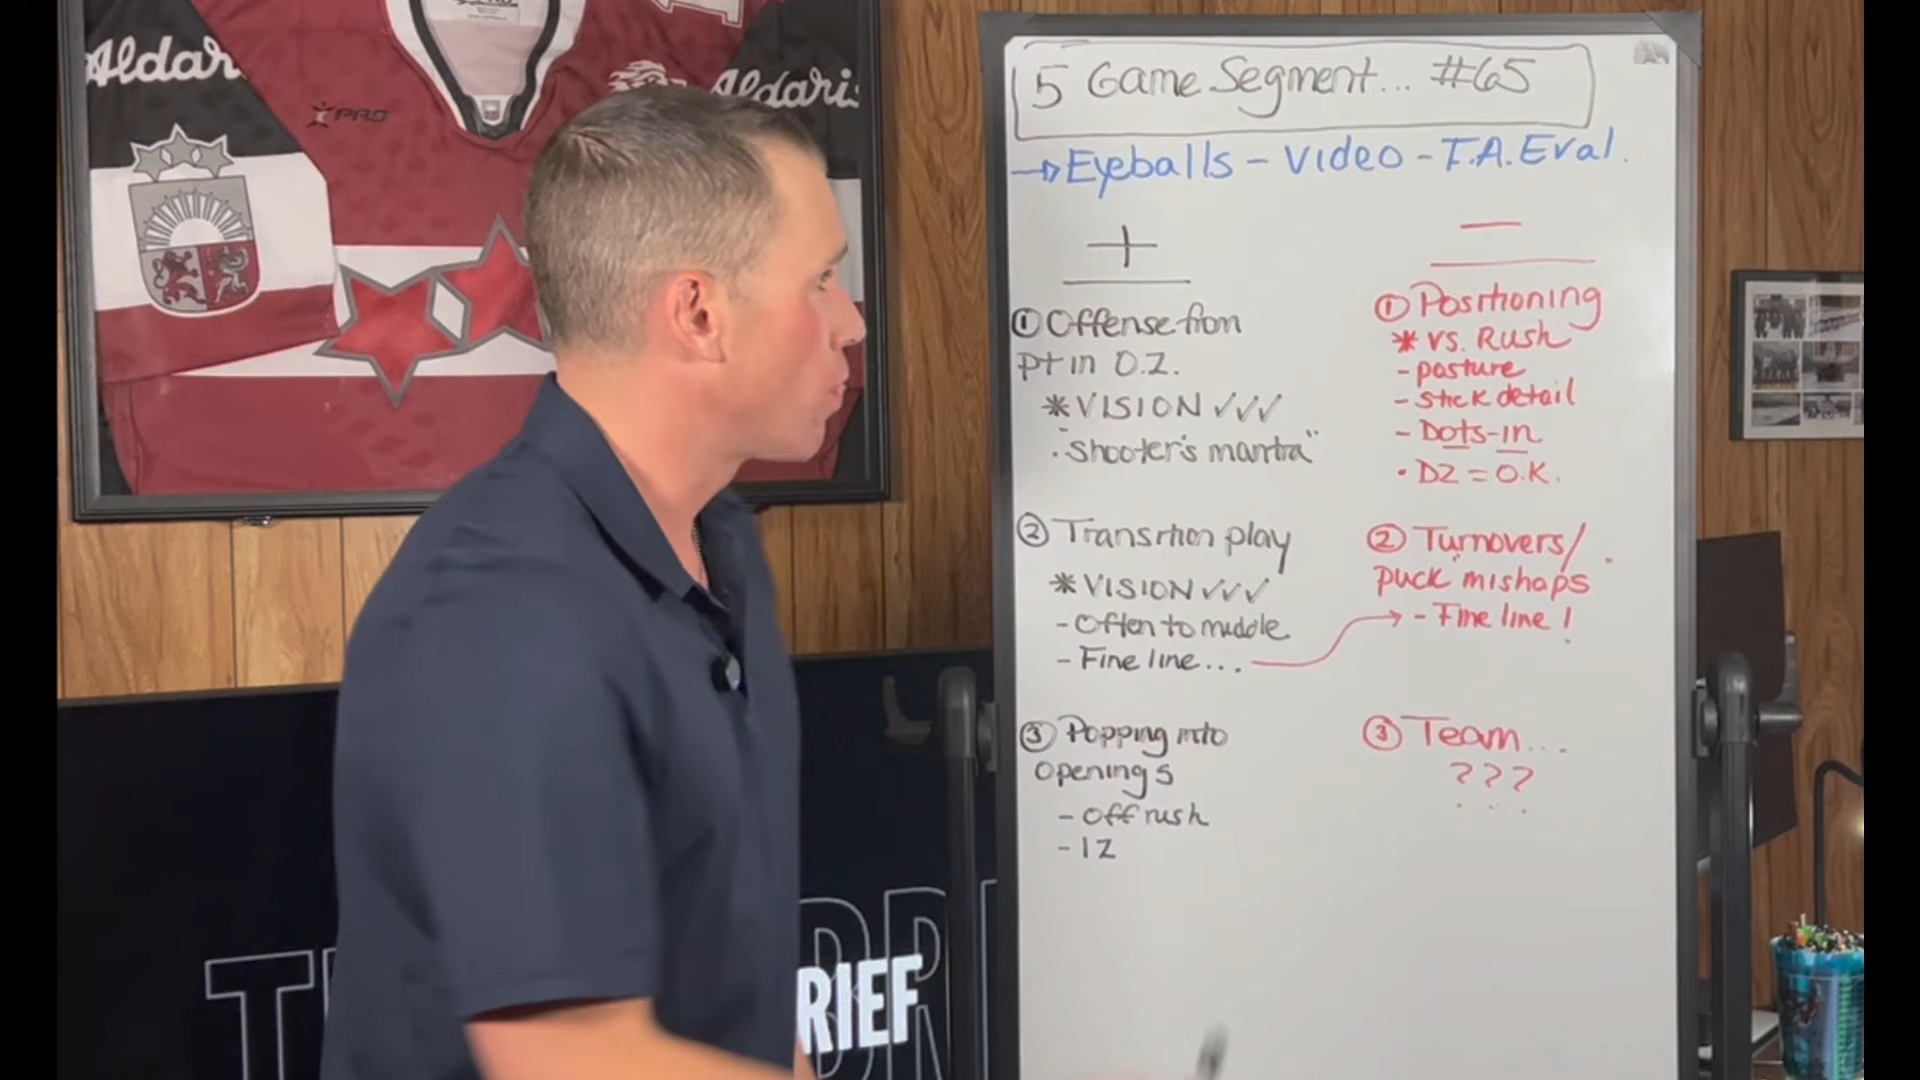 Aldaris
PRO
Aldaris
5 Game Segment... #65
Eyeballs - Video - T.A. Eval.
+
① Offense from
pt in O.Z.
* VISION ✓✓✓
"Shooter's mantra"
② Transition play
* VISION ✓✓✓
- Often to middle
- Fine line...
③ Popping into
Openings
- Off rush
- IZ
—
① Positioning
* vs. Rush
- posture
- stick detail
- Dots-in
• DZ = O.K.
② Turnovers/
puck "mishaps
- Fine line!
③ Team...
???
RIEF